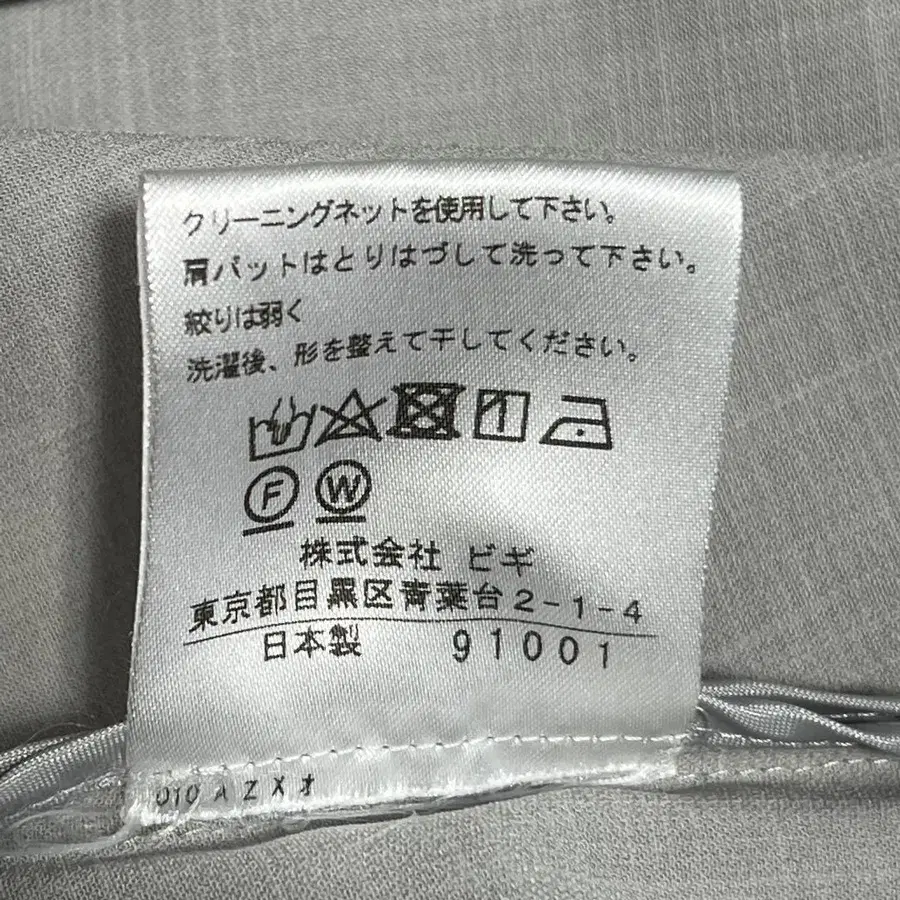 クリーニングネットを使用して下さい。
肩パットはとりはづして洗って下さい。
絞りは弱く
洗濯後、形を整えて干してください。
F W
株式会社 ビギ
東京都目黒区青葉台2-1-4
日本製 91001